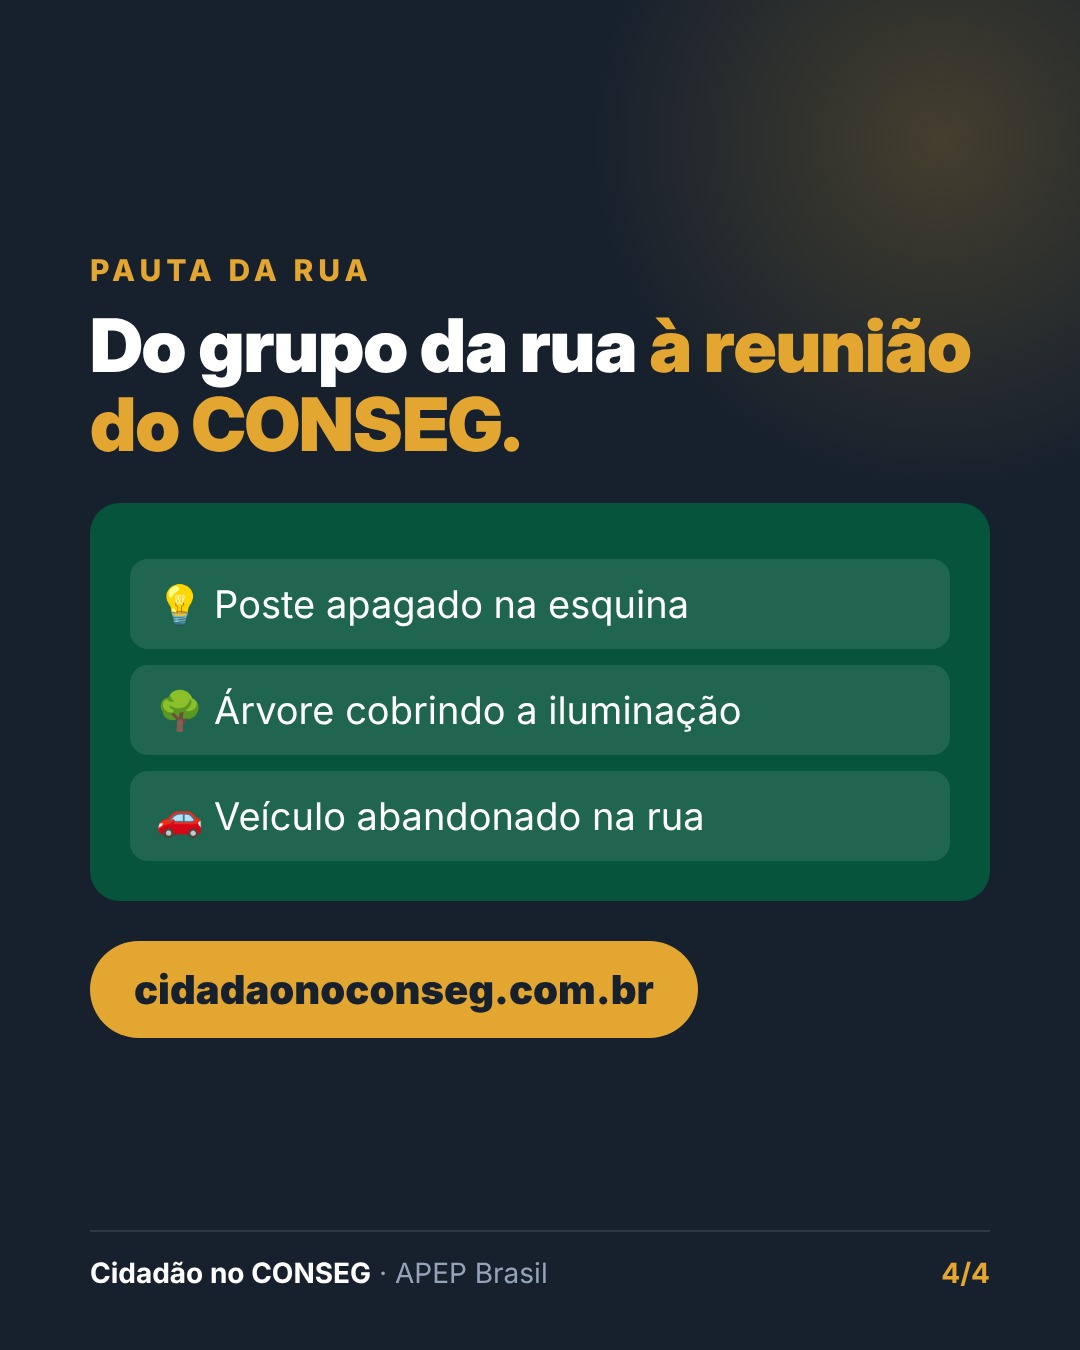 PAUTA DA RUA
Do grupo da rua à reunião
do CONSEG.
💡 Poste apagado na esquina
🌳 Árvore cobrindo a iluminação
🚗 Veículo abandonado na rua
cidadaonoconseg.com.br
Cidadão no CONSEG · APEP Brasil
4/4